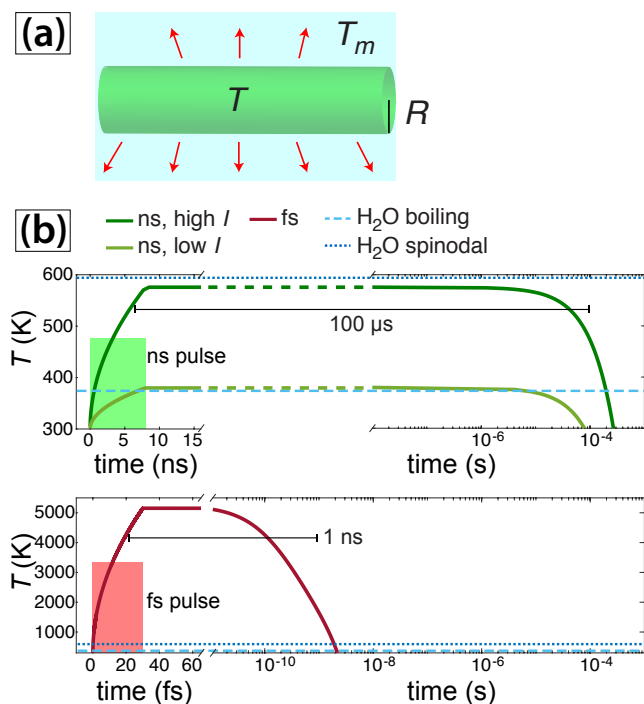 (a)
T_m
T
R
(b)
ns, high I
fs
H₂O boiling
ns, low I
H₂O spinodal
600
500
400
300
T (K)
100 µs
ns pulse
0 5 10 15
10⁻⁶ 10⁻⁴
time (ns)
time (s)
5000
4000
3000
2000
1000
T (K)
1 ns
fs pulse
0 20 40 60
10⁻¹⁰ 10⁻⁸ 10⁻⁶ 10⁻⁴
time (fs)
time (s)